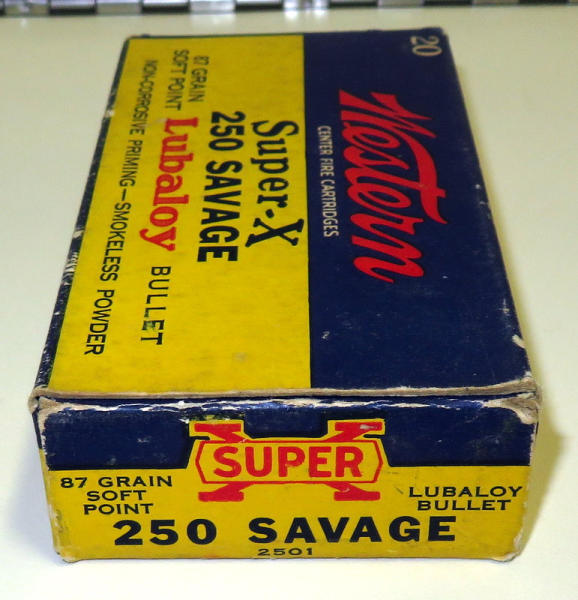 20
Western
CENTER FIRE CARTRIDGES
Super-X
250 SAVAGE
87 GRAIN
SOFT POINT Lubaloy BULLET
NON-CORROSIVE PRIMING—SMOKELESS POWDER
X
SUPER
87 GRAIN
SOFT
POINT
LUBALOY
BULLET
250 SAVAGE
2501